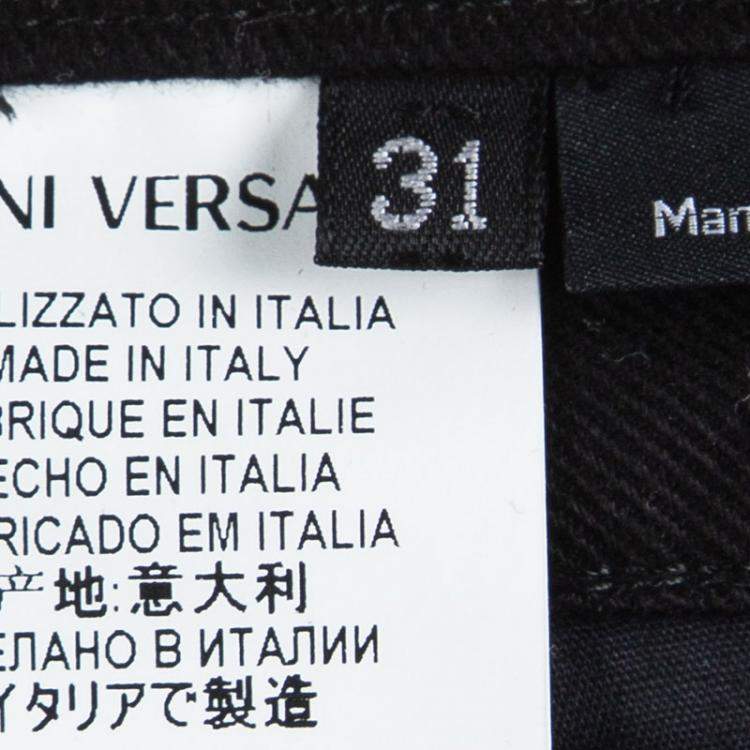 NI VERSA
31
Man
LIZZATO IN ITALIA
MADE IN ITALY
BRIQUE EN ITALIE
ECHO EN ITALIA
RICADO EM ITALIA
产地:意大利
ЕЛАНО В ИТАЛИИ
イタリアで製造